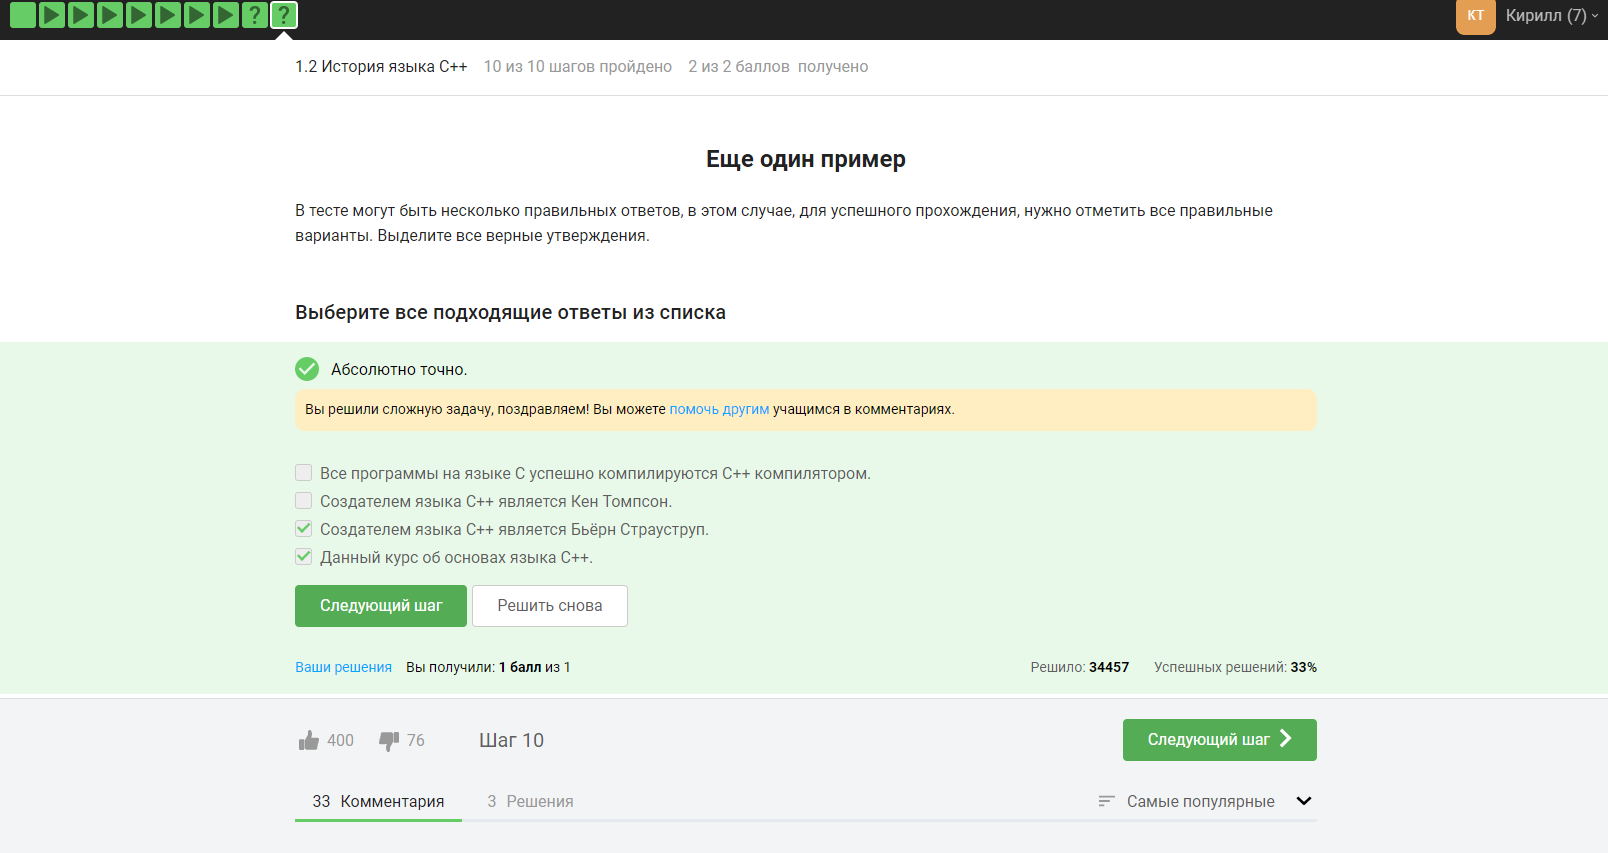 ? ?
КТ Кирилл (7)
1.2 История языка C++ 10 из 10 шагов пройдено 2 из 2 баллов получено
Еще один пример
В тесте могут быть несколько правильных ответов, в этом случае, для успешного прохождения, нужно отметить все правильные
варианты. Выделите все верные утверждения.
Выберите все подходящие ответы из списка
Абсолютно точно.
Вы решили сложную задачу, поздравляем! Вы можете помочь другим учащимся в комментариях.
Все программы на языке C успешно компилируются C++ компилятором.
Создателем языка C++ является Кен Томпсон.
Создателем языка C++ является Бьёрн Страуструп.
Данный курс об основах языка C++.
Следующий шаг Решить снова
Ваши решения Вы получили: 1 балл из 1 Решило: 34457 Успешных решений: 33%
400 76 Шаг 10 Следующий шаг
33 Комментария 3 Решения Самые популярные